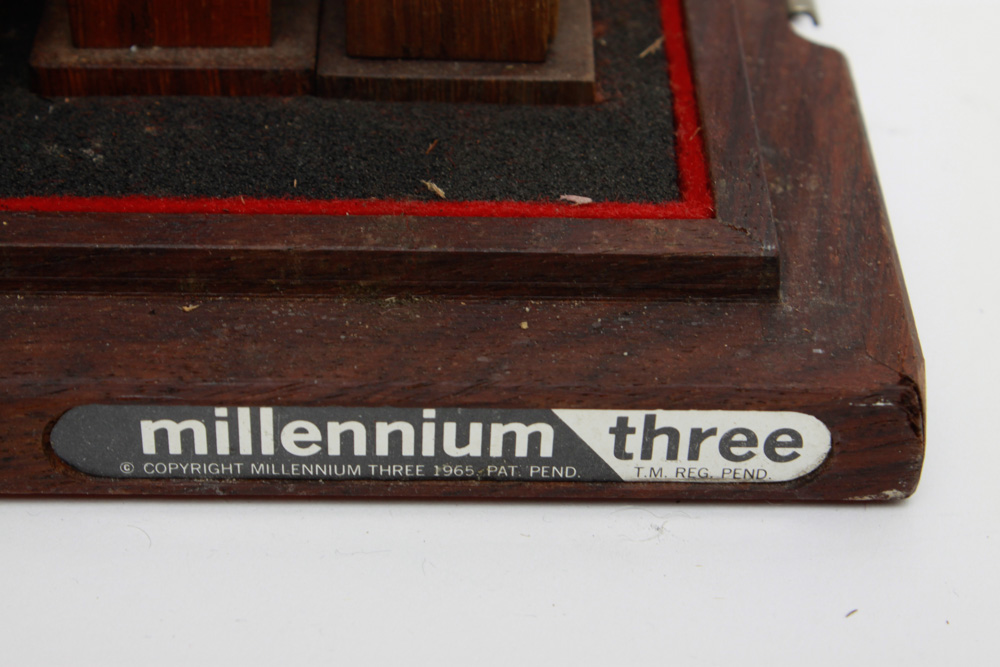 millennium three
© COPYRIGHT MILLENNIUM THREE 1965. PAT. PEND. T.M. REG. PEND.